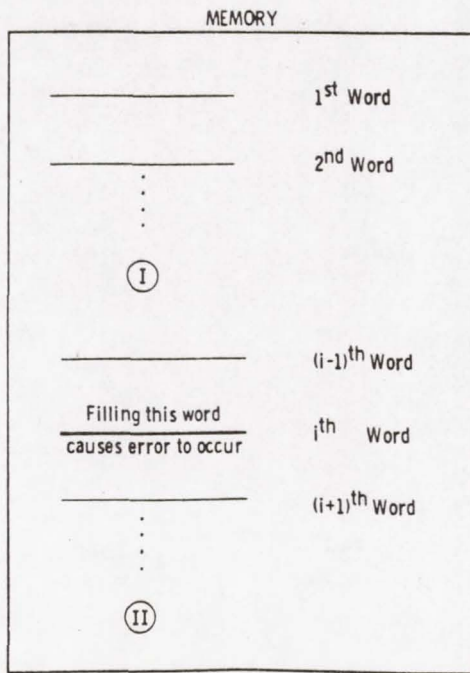 MEMORY
1st Word
2nd Word
I
(i-1)th Word
Filling this word
ith Word
causes error to occur
(i+1)th Word
II